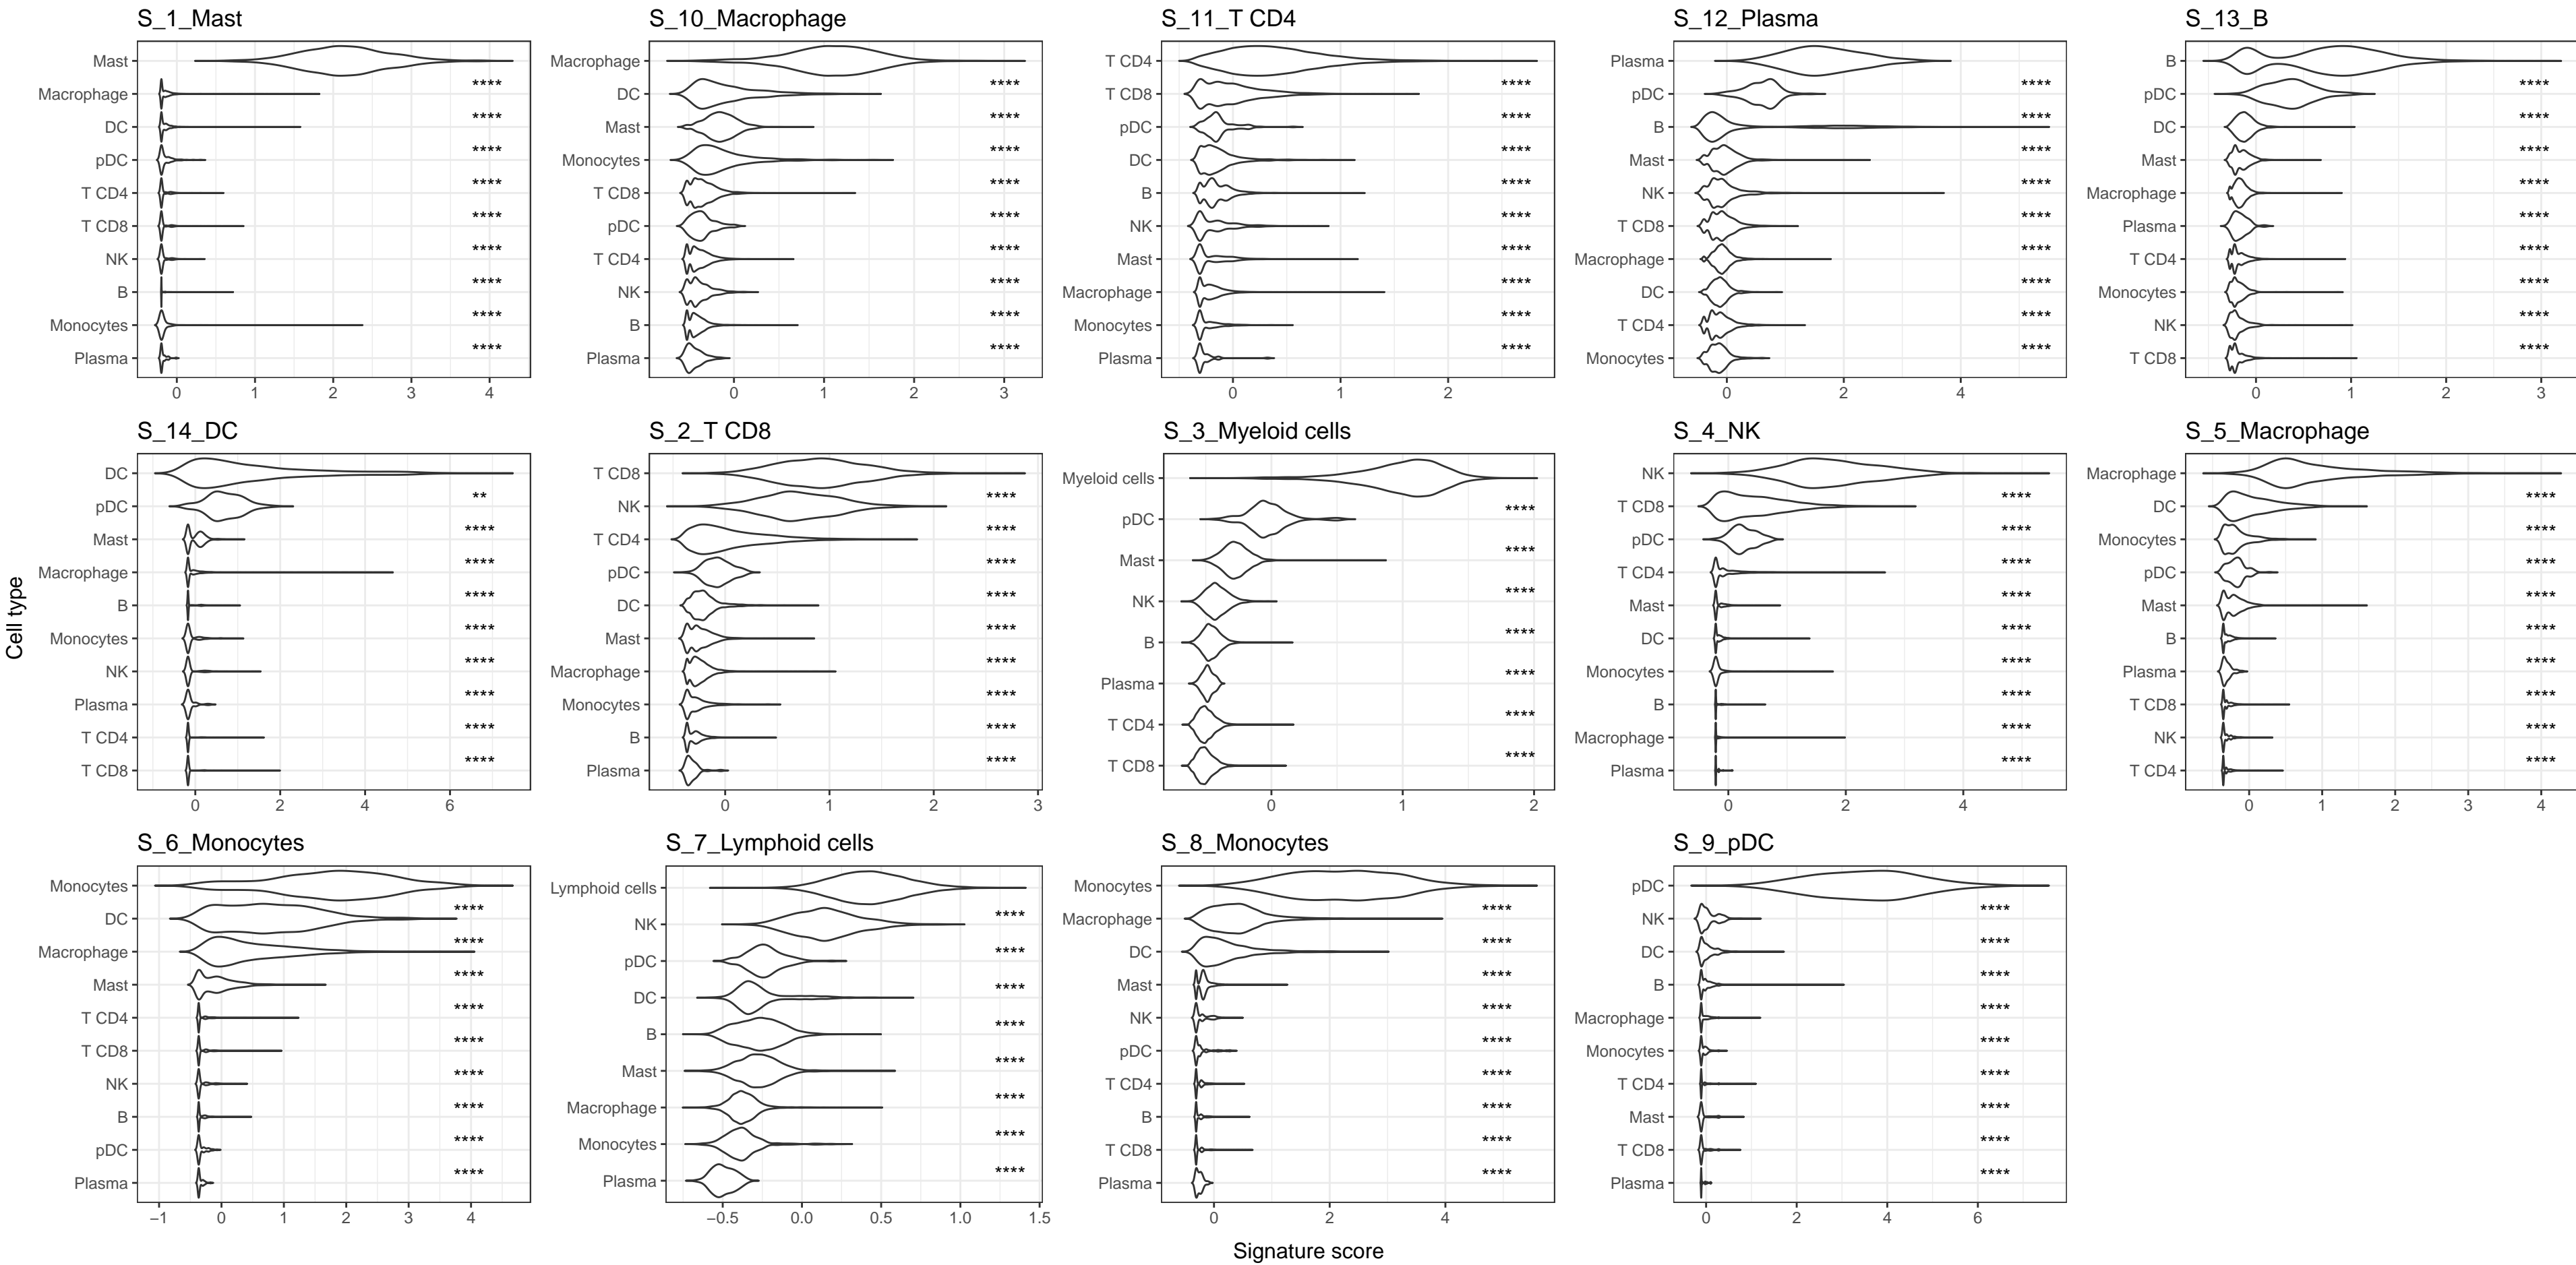 S_1_Mast
Mast
Macrophage
****
DC
****
pDC
****
T CD4
****
T CD8
****
NK
****
B
****
Monocytes
****
Plasma
****
0 1 2 3 4
S_10_Macrophage
Macrophage
DC
****
Mast
****
Monocytes
****
T CD8
****
pDC
****
T CD4
****
NK
****
B
****
Plasma
****
0 1 2 3
S_11_T CD4
T CD4
T CD8
****
pDC
****
DC
****
B
****
NK
****
Mast
****
Macrophage
****
Monocytes
****
Plasma
****
0 1 2
S_12_Plasma
Plasma
pDC
****
B
****
Mast
****
NK
****
T CD8
****
Macrophage
****
DC
****
T CD4
****
Monocytes
****
0 2 4
S_13_B
B
pDC
****
DC
****
Mast
****
Macrophage
****
Plasma
****
T CD4
****
Monocytes
****
NK
****
T CD8
****
0 1 2 3
Cell type
S_14_DC
DC
pDC
**
Mast
****
Macrophage
****
B
****
Monocytes
****
NK
****
Plasma
****
T CD4
****
T CD8
****
0 2 4 6
S_2_T CD8
T CD8
NK
****
T CD4
****
pDC
****
DC
****
Mast
****
Macrophage
****
Monocytes
****
B
****
Plasma
****
0 1 2 3
S_3_Myeloid cells
Myeloid cells
pDC
****
Mast
****
NK
****
B
****
Plasma
****
T CD4
****
T CD8
****
0 1 2
S_4_NK
NK
T CD8
****
pDC
****
T CD4
****
Mast
****
DC
****
Monocytes
****
B
****
Macrophage
****
Plasma
****
0 2 4
S_5_Macrophage
Macrophage
DC
****
Monocytes
****
pDC
****
Mast
****
B
****
Plasma
****
T CD8
****
NK
****
T CD4
****
0 1 2 3 4
S_6_Monocytes
Monocytes
DC
****
Macrophage
****
Mast
****
T CD4
****
T CD8
****
NK
****
B
****
pDC
****
Plasma
****
−1 0 1 2 3 4
S_7_Lymphoid cells
Lymphoid cells
NK
****
pDC
****
DC
****
B
****
Mast
****
Macrophage
****
Monocytes
****
Plasma
****
−0.5 0.0 0.5 1.0 1.5
S_8_Monocytes
Monocytes
Macrophage
****
DC
****
Mast
****
NK
****
pDC
****
T CD4
****
B
****
T CD8
****
Plasma
****
0 2 4
S_9_pDC
pDC
NK
****
DC
****
B
****
Macrophage
****
Monocytes
****
T CD4
****
Mast
****
T CD8
****
Plasma
****
0 2 4 6
Signature score